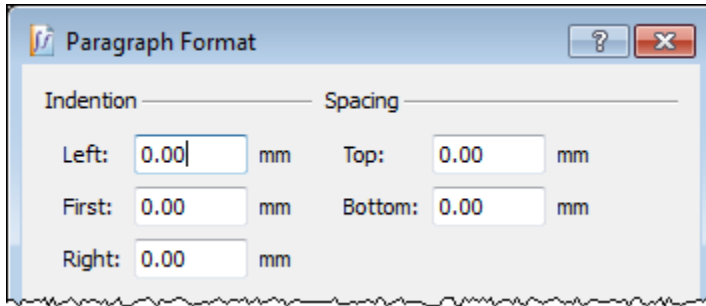 Paragraph Format
Indention Spacing
Left: 0.00 mm Top: 0.00 mm
First: 0.00 mm Bottom: 0.00 mm
Right: 0.00 mm